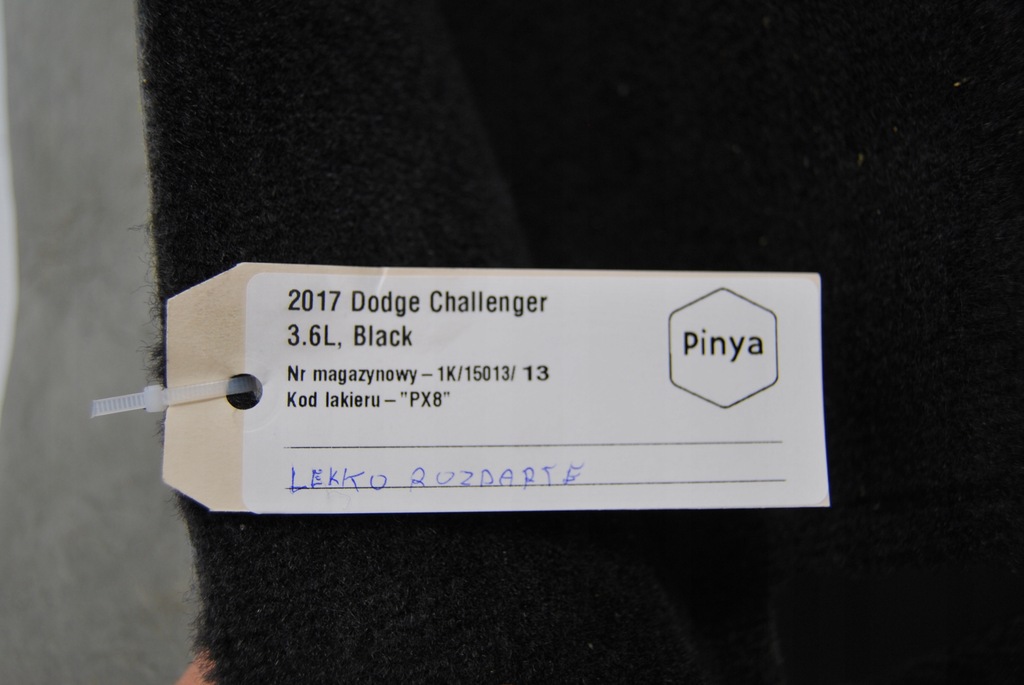 2017 Dodge Challenger
3.6L, Black
Nr magazynowy – 1K/15013/ 13
Kod lakieru – "PX8"
Pinya
LEKKO ROZDARTE